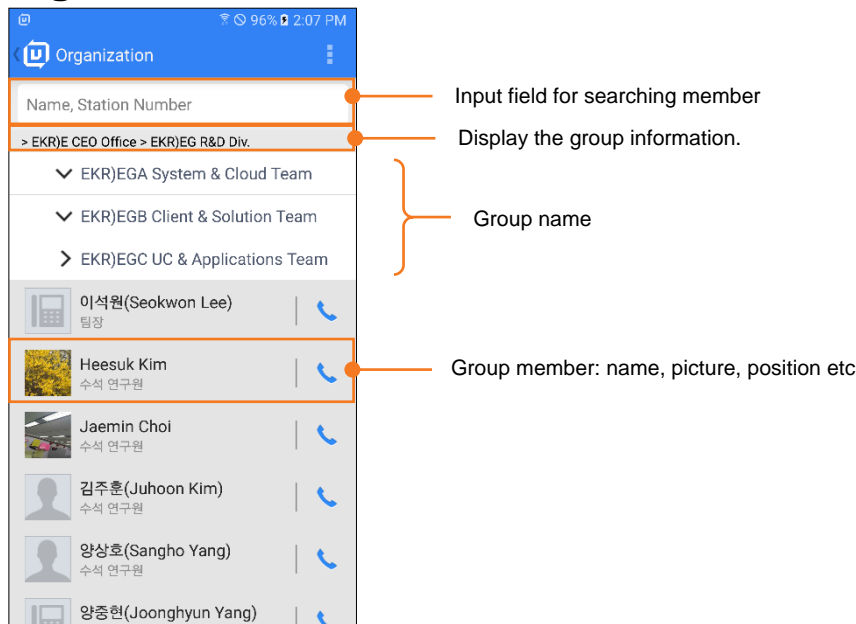 96% 2:07 PM
Organization
Name, Station Number
Input field for searching member
> EKR)E CEO Office > EKR)EG R&D Div.
Display the group information.
EKR)EGA System & Cloud Team
EKR)EGB Client & Solution Team
Group name
EKR)EGC UC & Applications Team
이석원(Seokwon Lee)
팀장
Heesuk Kim
수석 연구원
Group member: name, picture, position etc
Jaemin Choi
수석 연구원
김주훈(Juhoon Kim)
수석 연구원
양상호(Sangho Yang)
수석 연구원
양중현(Joonghyun Yang)